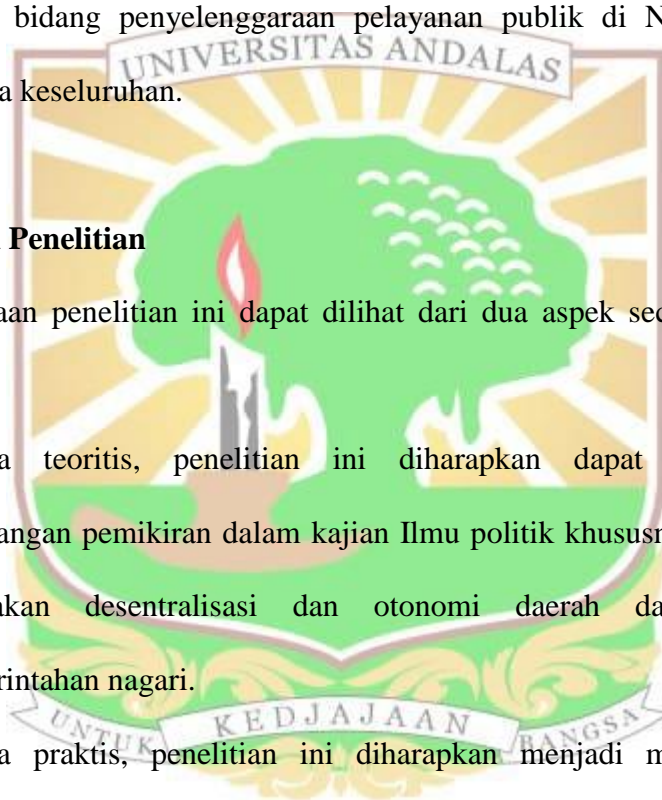 bidang penyelenggaraan pelayanan publik di N
UNIVERSITAS ANDALAS
a keseluruhan.
Penelitian
aan penelitian ini dapat dilihat dari dua aspek sec
a teoritis, penelitian ini diharapkan dapat
angan pemikiran dalam kajian Ilmu politik khususn
akan desentralisasi dan otonomi daerah da
rintahan nagari.
UNTUK KEDJAJAAN BANGSA
a praktis, penelitian ini diharapkan menjadi m